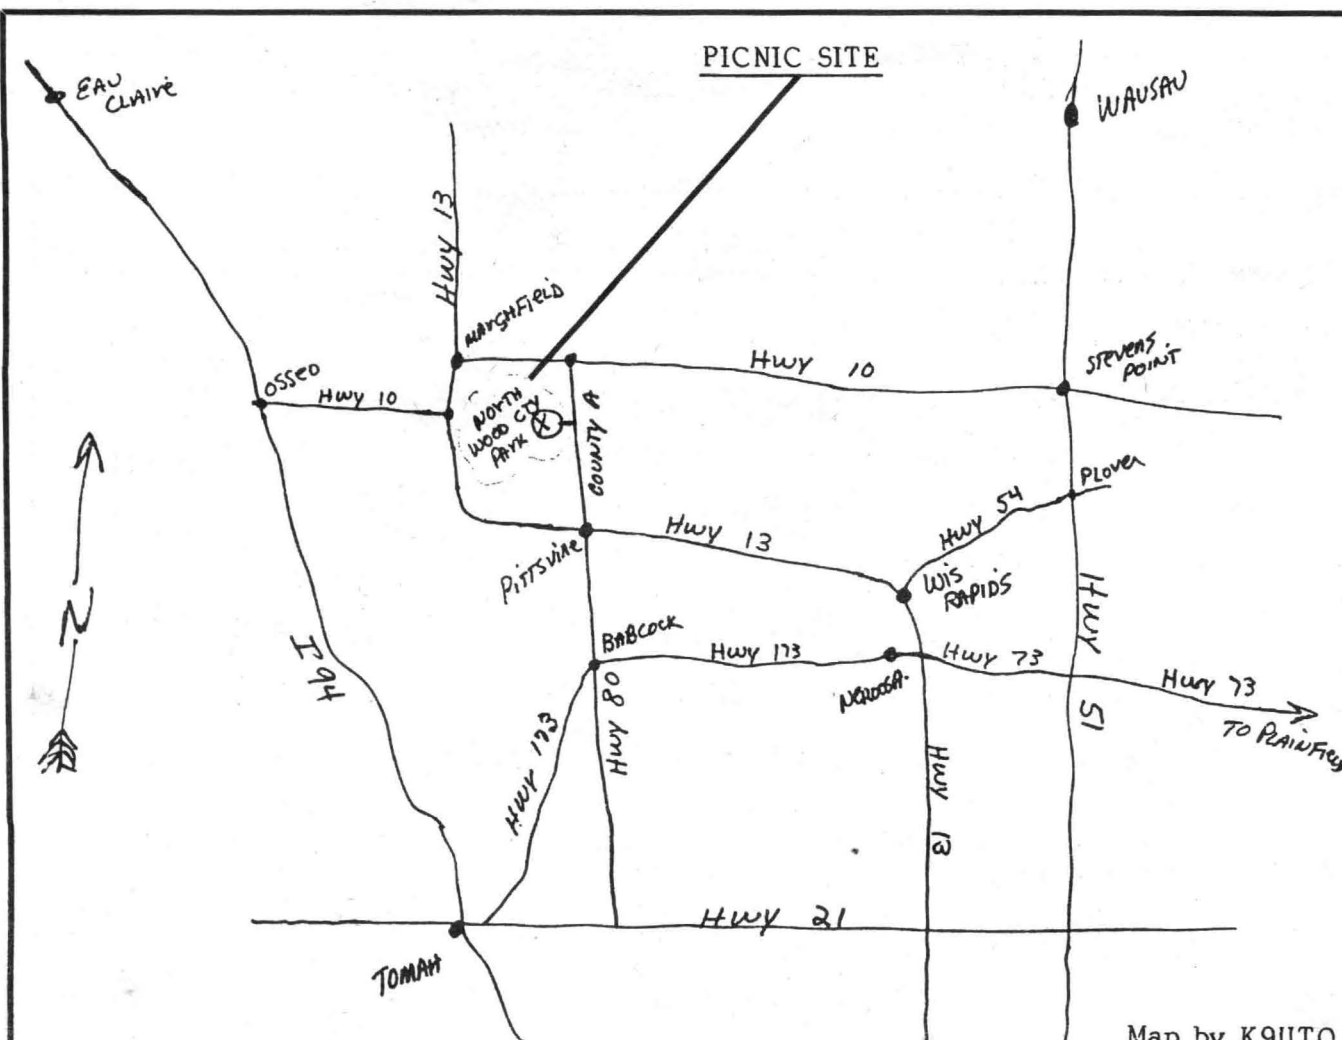 PICNIC SITE
EAU
CLAIRE
WAUSAU
HWY 13
MARSHFIELD
OSSEO
HWY 10
HWY 10
STEVENS
POINT
NORTH
WOOD CTY
PARK
X
COUNTY A
PLOVER
HWY 54
HWY 13
PITTSVILLE
WIS
RAPIDS
N
HWY
51
I 94
BABCOCK
HWY 173
NEKOOSA
HWY 73
HWY 73
TO PLAINFIELD
HWY 80
HWY 173
HWY 13
HWY 21
TOMAH
Map by K9UTQ